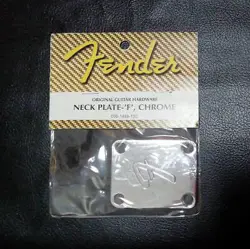 Fender
ORIGINAL GUITAR HARDWARE
NECK PLATE-'F', CHROME